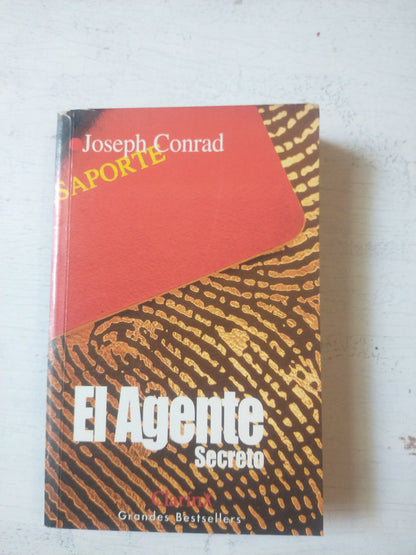 Joseph Conrad
SAPORTE
El Agente
Secreto
Clarín
Grandes Bestsellers